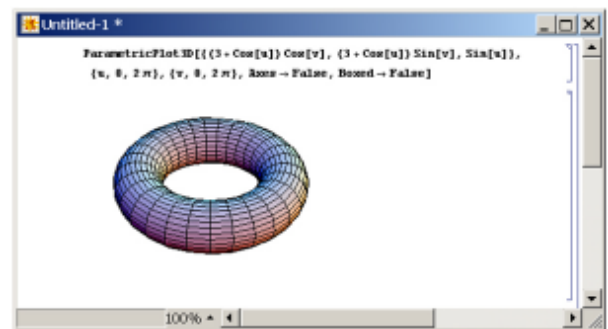 Untitled-1 *
ParametricPlot3D[{(3 + Cos[u]) Cos[v], (3 + Cos[u]) Sin[v], Sin[u]},
{u, 0, 2 π}, {v, 0, 2 π}, Axes → False, Boxed → False]
100%